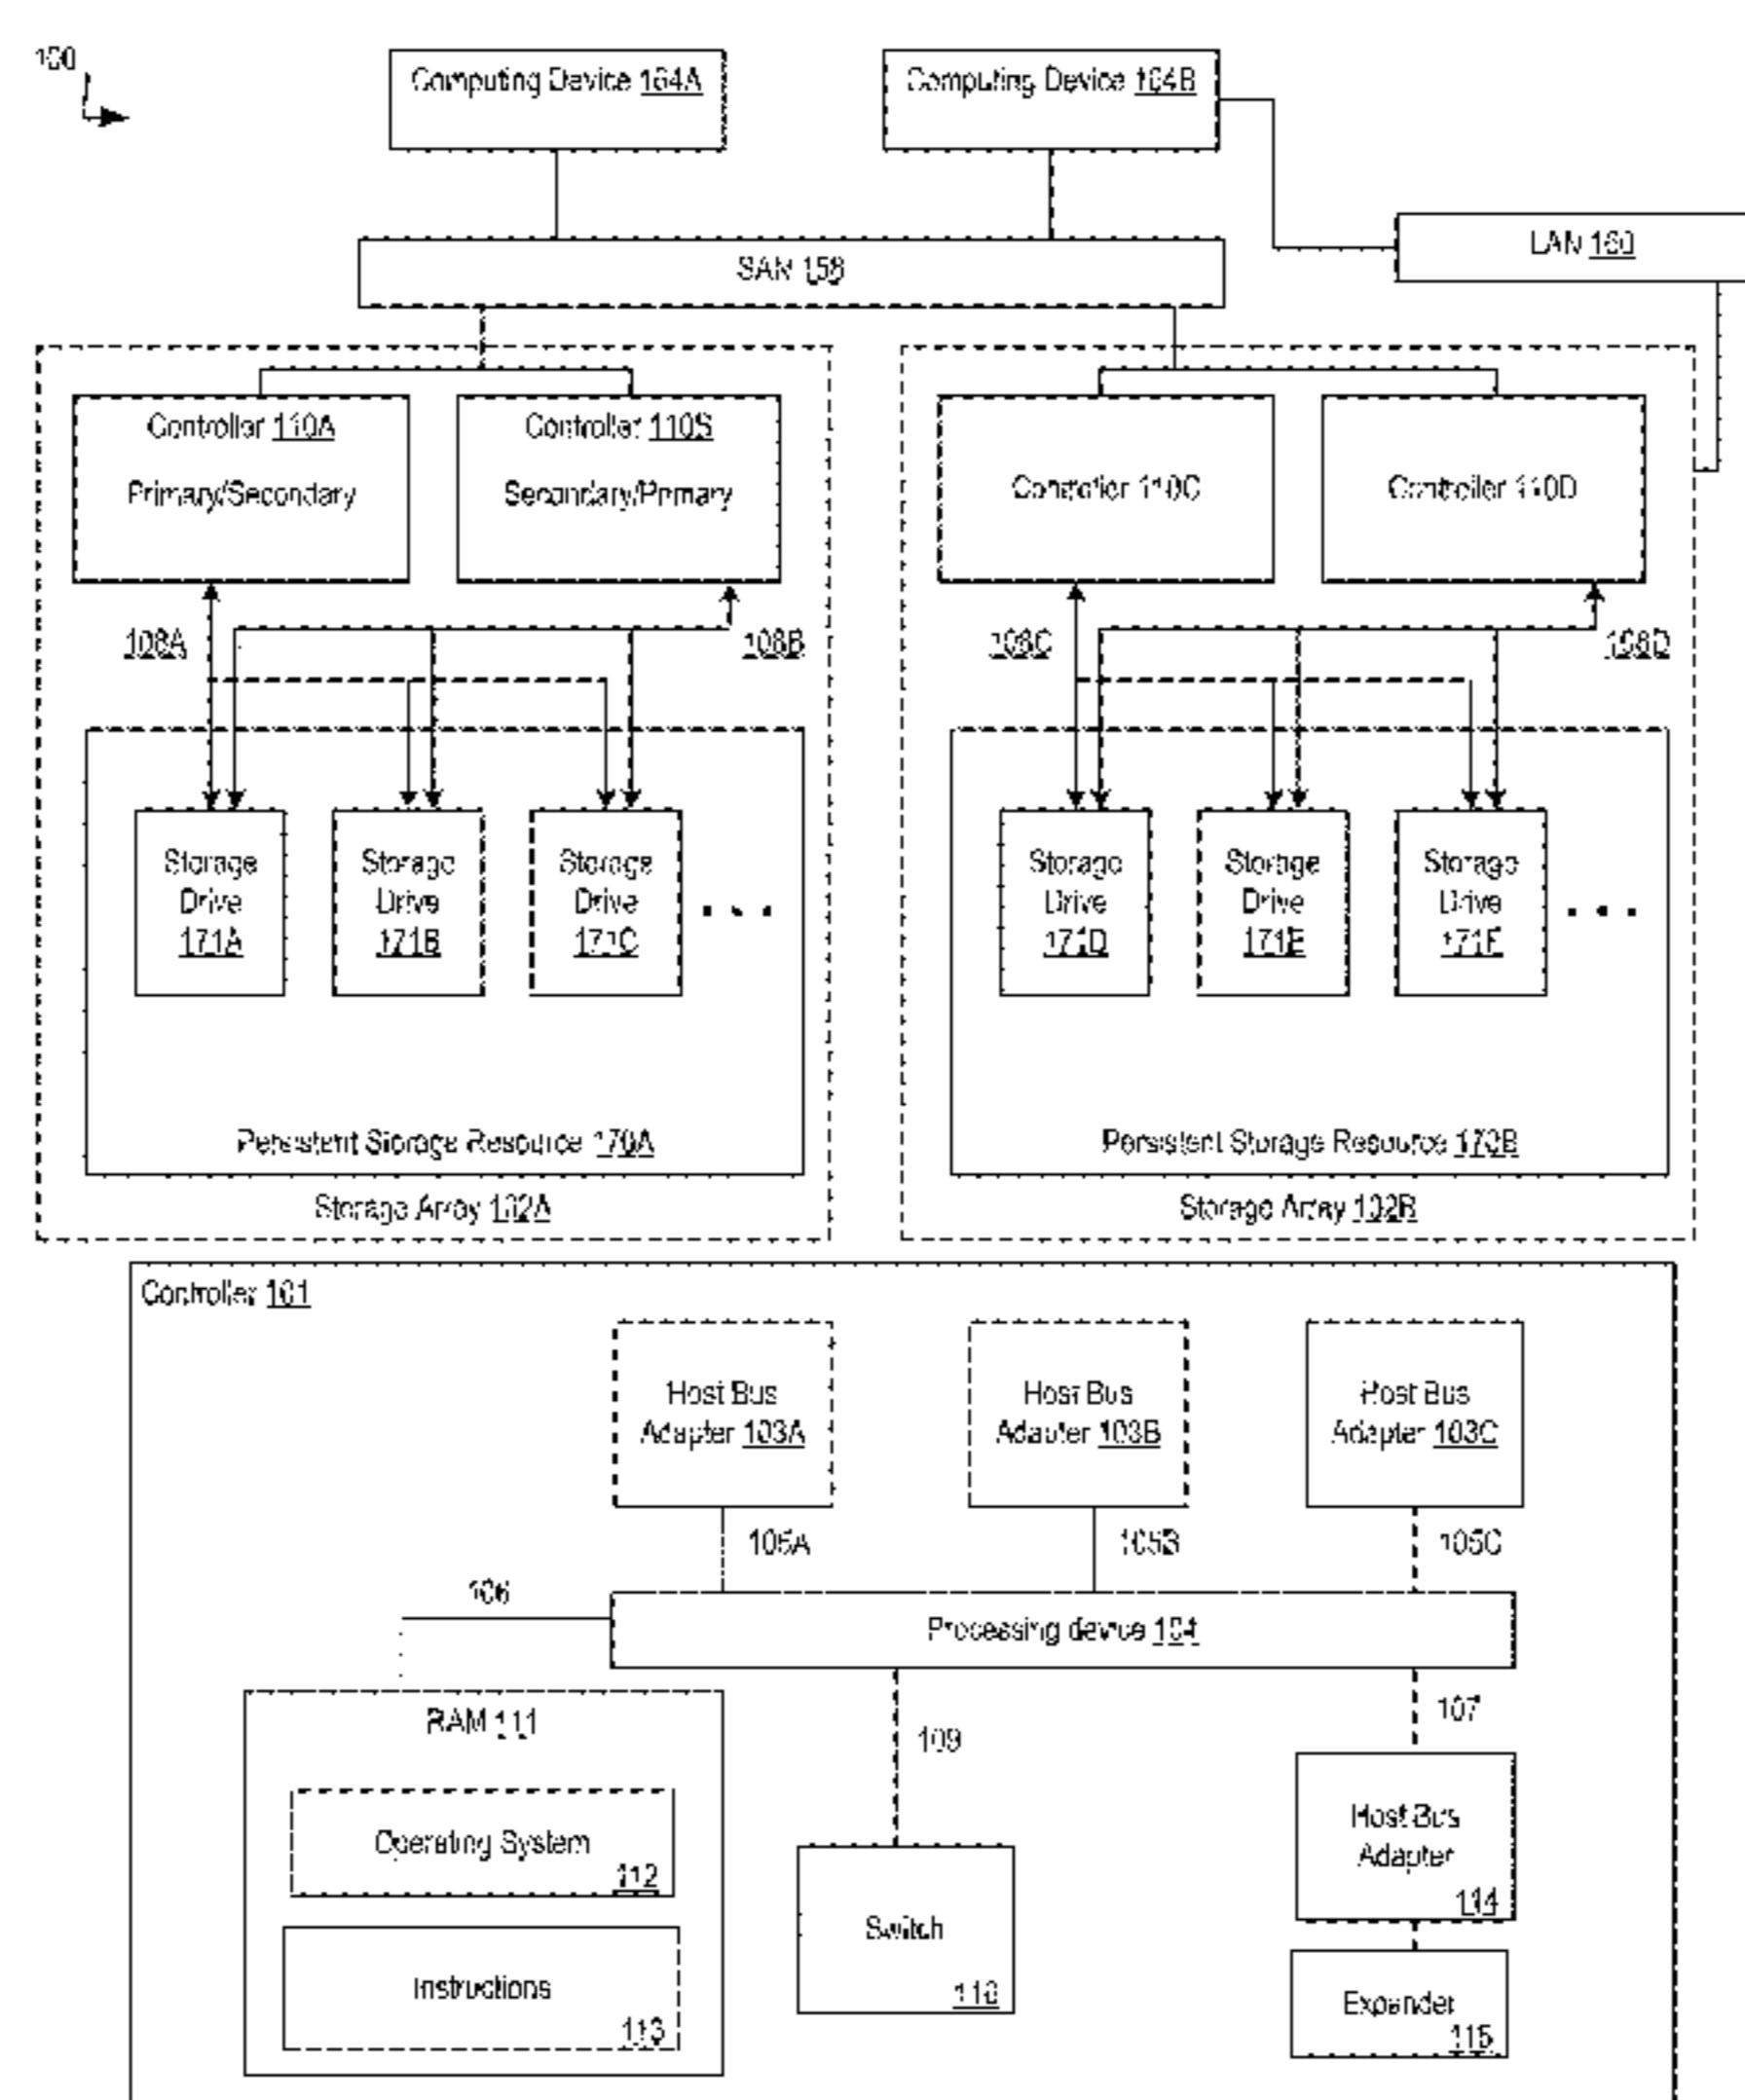 100
Computing Device 164A
Computing Device 164B
SAN 158
LAN 160
Controller 110A
Primary/Secondary
Controller 110B
Secondary/Primary
Controller 110C
Controller 110D
108A
108B
108C
108D
Storage
Drive
171A
Storage
Drive
171B
Storage
Drive
171C
Storage
Drive
171D
Storage
Drive
171E
Storage
Drive
171F
Persistent Storage Resource 170A
Persistent Storage Resource 170B
Storage Array 102A
Storage Array 102B
Controller 101
Host Bus
Adapter 103A
Host Bus
Adapter 103B
Host Bus
Adapter 103C
105A
105B
105C
106
Processing device 104
RAM 111
107
109
Operating System
112
Host Bus
Adapter
114
Switch
116
Instructions
113
Expander
115